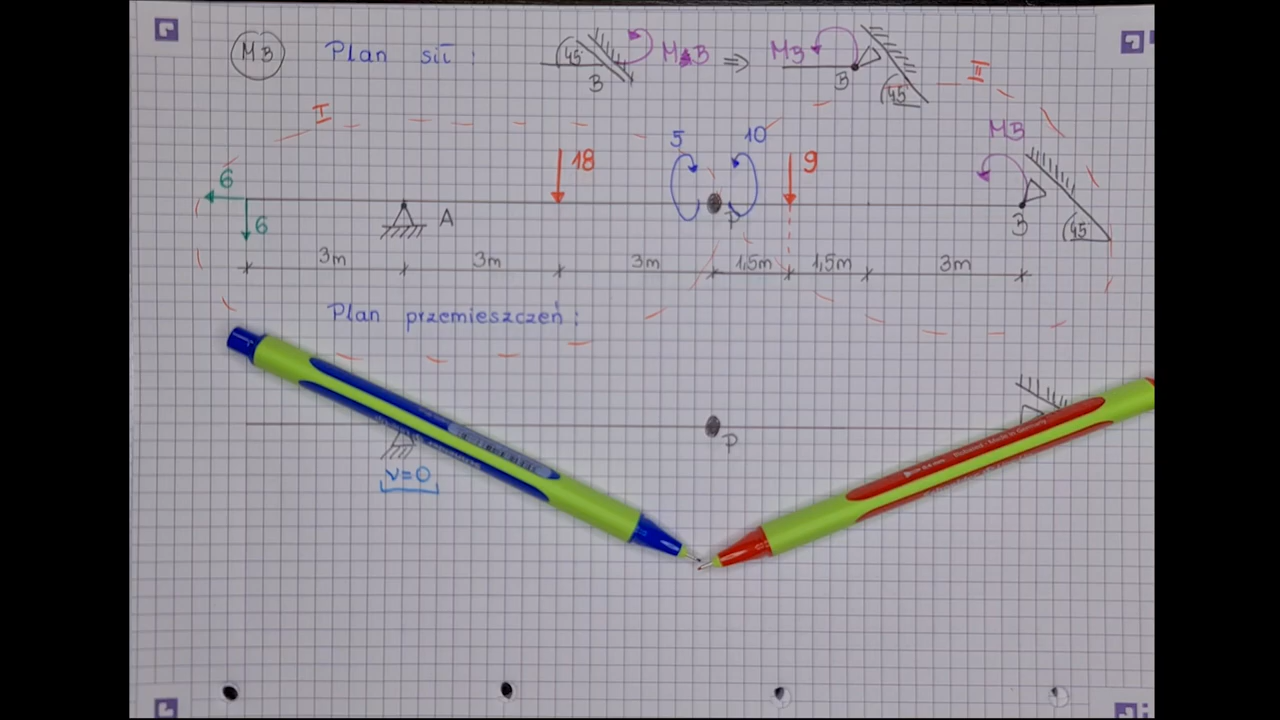 MB Plan sił : 45 B MB ⇒ MB B 45
I II
6 6 A 18 5 10 P 9 MB B 45
3m 3m 3m 1,5m 1,5m 3m
Plan przemieszczeń :
P
v=0